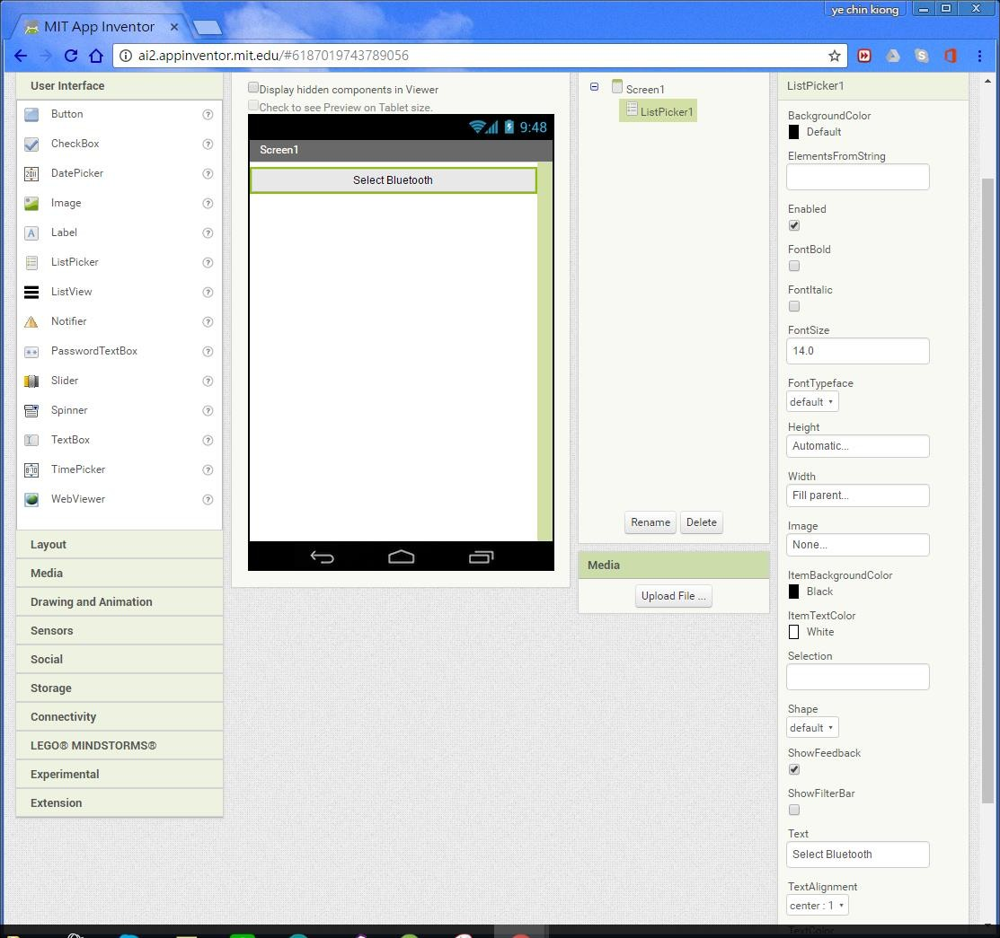 ye chin kiong
MIT App Inventor
ai2.appinventor.mit.edu/#6187019743789056
User Interface
Button
CheckBox
DatePicker
Image
Label
ListPicker
ListView
Notifier
PasswordTextBox
Slider
Spinner
TextBox
TimePicker
WebViewer
Layout
Media
Drawing and Animation
Sensors
Social
Storage
Connectivity
LEGO® MINDSTORMS®
Experimental
Extension
Display hidden components in Viewer
Check to see Preview on Tablet size.
9:48
Screen1
Select Bluetooth
Screen1
ListPicker1
Rename Delete
Media
Upload File ...
ListPicker1
BackgroundColor
Default
ElementsFromString
Enabled
FontBold
FontItalic
FontSize
14.0
FontTypeface
default
Height
Automatic...
Width
Fill parent...
Image
None...
ItemBackgroundColor
Black
ItemTextColor
White
Selection
Shape
default
ShowFeedback
ShowFilterBar
Text
Select Bluetooth
TextAlignment
center : 1